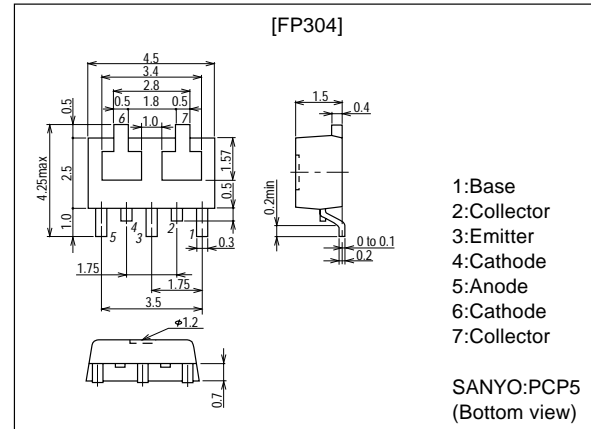 [FP304]
4.5
3.4
2.8
0.5 1.8 0.5
6 7
1.0
0.5
4.25max
2.5
1.0
1.57
0.5
5 4 3 2 1
0.3
1.75
1.75
3.5
1.5
0.4
0.2min
0 to 0.1
0.2
φ1.2
0.7
1:Base
2:Collector
3:Emitter
4:Cathode
5:Anode
6:Cathode
7:Collector
SANYO:PCP5
(Bottom view)